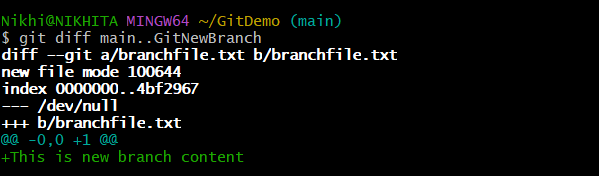 Nikhi@NIKHITA MINGW64 ~/GitDemo (main)
$ git diff main..GitNewBranch
diff --git a/branchfile.txt b/branchfile.txt
new file mode 100644
index 0000000..4bf2967
--- /dev/null
+++ b/branchfile.txt
@@ -0,0 +1 @@
+This is new branch content